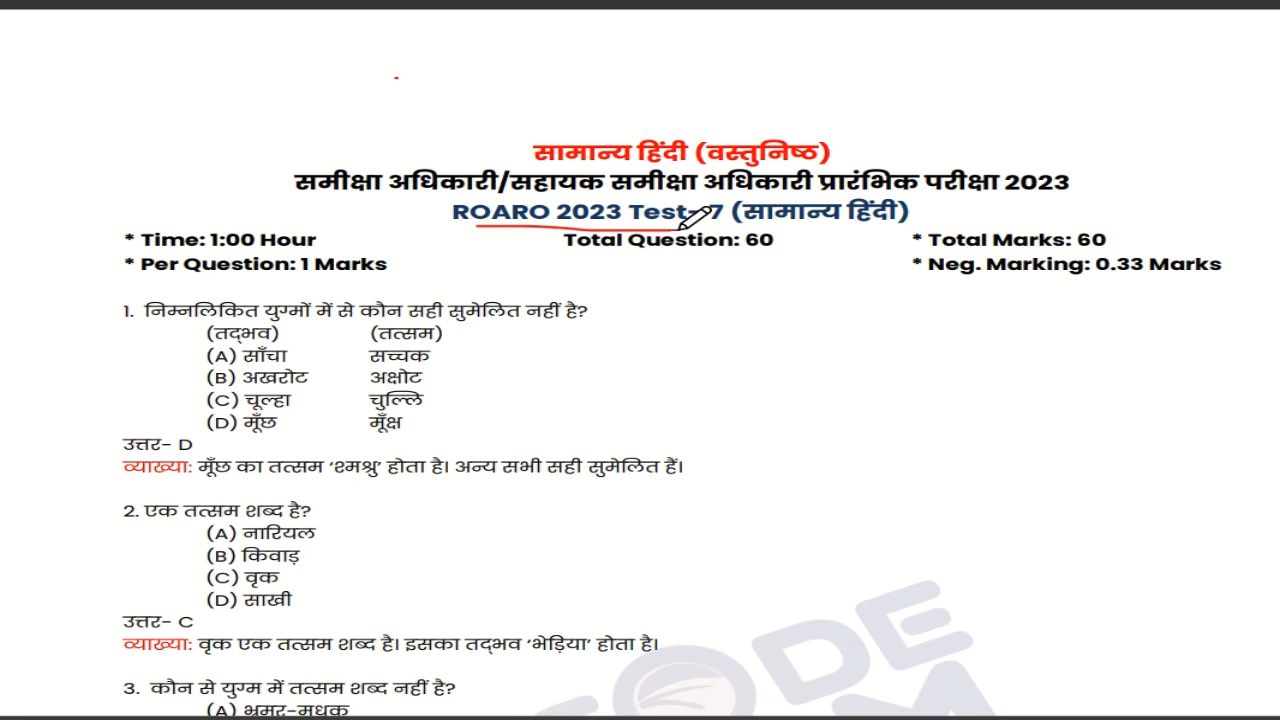 सामान्य हिंदी (वस्तुनिष्ठ)
समीक्षा अधिकारी/सहायक समीक्षा अधिकारी प्रारंभिक परीक्षा 2023
ROARO 2023 Test- 7 (सामान्य हिंदी)
* Time: 1:00 Hour Total Question: 60 * Total Marks: 60
* Per Question: 1 Marks * Neg. Marking: 0.33 Marks
1. निम्नलिकित युग्मों में से कौन सही सुमेलित नहीं है?
(तद्भव) (तत्सम)
(A) साँचा सच्चक
(B) अखरोट अक्षोट
(C) चूल्हा चुल्लि
(D) मूँछ मूँक्ष
उत्तर- D
व्याख्या: मूँछ का तत्सम ‘श्मश्रु’ होता है। अन्य सभी सही सुमेलित हैं।
2. एक तत्सम शब्द है?
(A) नारियल
(B) किवाड़
(C) वृक
(D) साखी
उत्तर- C
व्याख्या: वृक एक तत्सम शब्द है। इसका तद्भव ‘भेड़िया’ होता है।
3. कौन से युग्म में तत्सम शब्द नहीं है?
(A) भ्रमर-मधुक